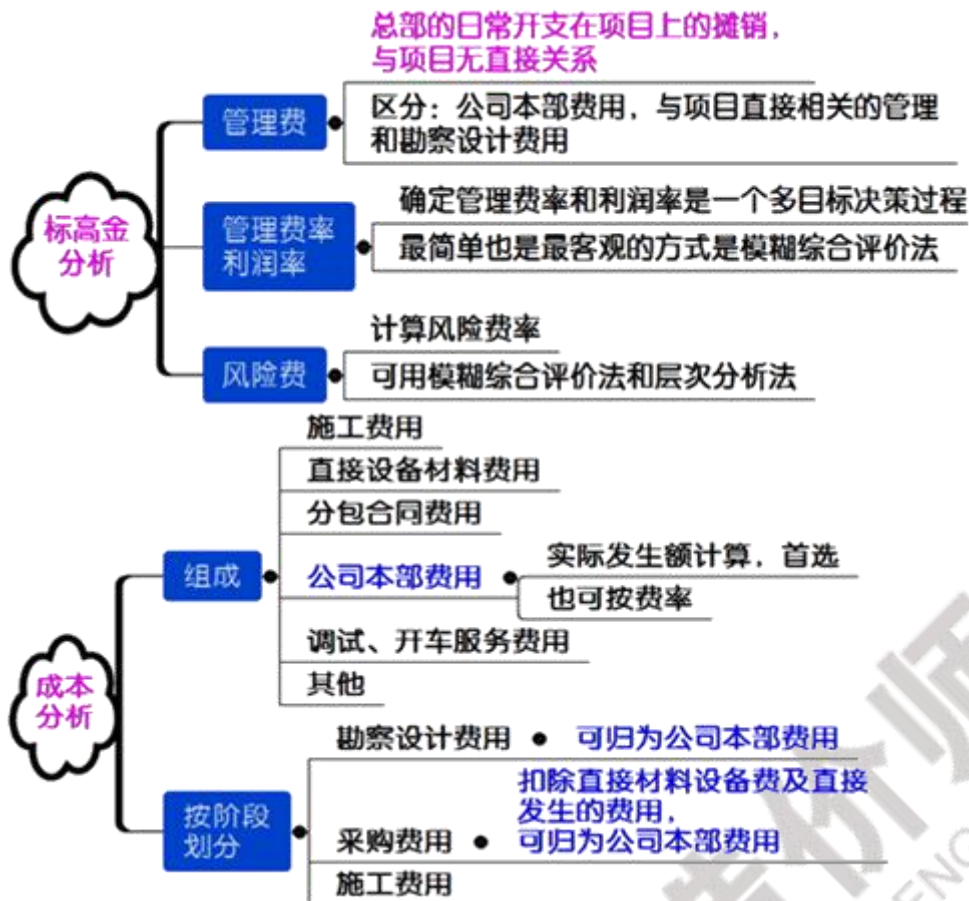 总部的日常开支在项目上的摊销，
与项目无直接关系
管理费
区分：公司本部费用，与项目直接相关的管理
和勘察设计费用
标高金
分析
管理费率
利润率
确定管理费率和利润率是一个多目标决策过程
最简单也是最客观的方式是模糊综合评价法
风险费
计算风险费率
可用模糊综合评价法和层次分析法
施工费用
直接设备材料费用
分包合同费用
组成
公司本部费用
实际发生额计算，首选
也可按费率
调试、开车服务费用
其他
成本
分析
按阶段
划分
勘察设计费用
可归为公司本部费用
采购费用
扣除直接材料设备费及直接
发生的费用，
可归为公司本部费用
施工费用
造价师